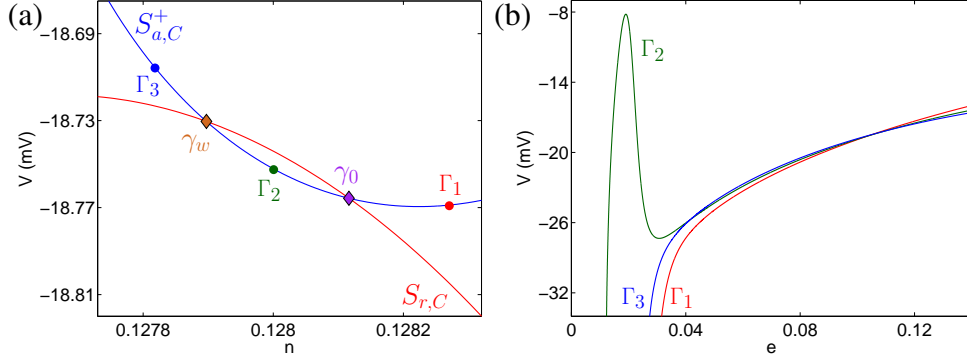 (a)
−18.69
−18.73
−18.77
−18.81
V (mV)
0.1278
0.128
0.1282
n
S⁺a,C
Γ3
γw
Γ2
γ0
Γ1
Sr,C
(b)
−8
−14
−20
−26
−32
V (mV)
0
0.04
0.08
0.12
e
Γ2
Γ3
Γ1